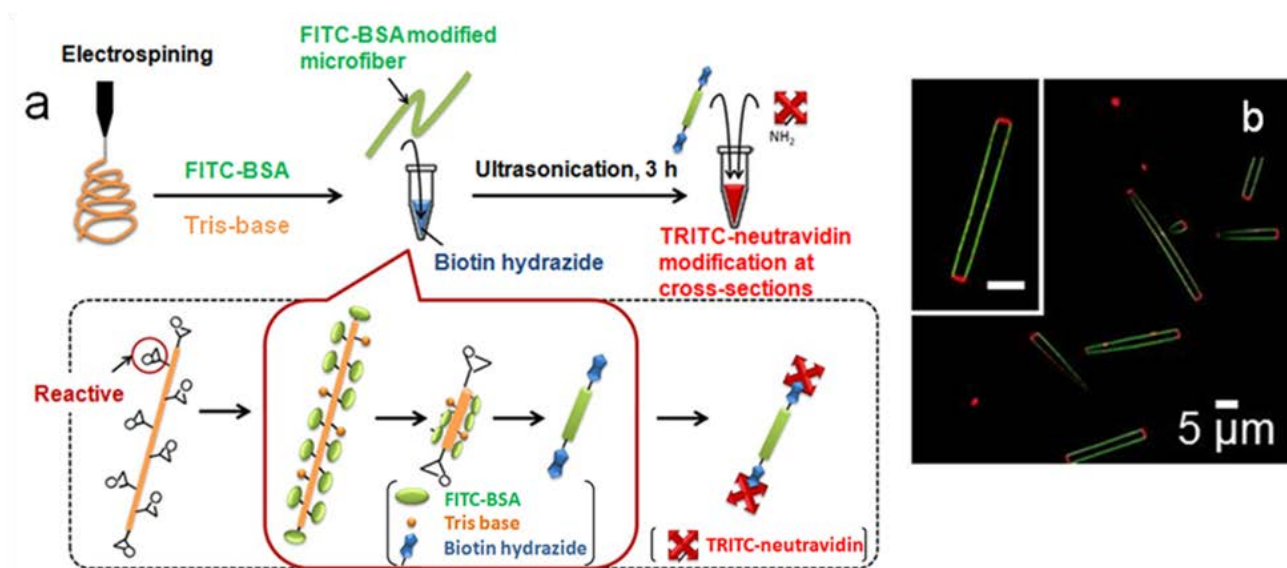 a
Electrospining
FITC-BSA
Tris-base
FITC-BSA modified
microfiber
Biotin hydrazide
Ultrasonication, 3 h
NH2
TRITC-neutravidin
modification at
cross-sections
Reactive
FITC-BSA
Tris base
Biotin hydrazide
TRITC-neutravidin
b
5 µm